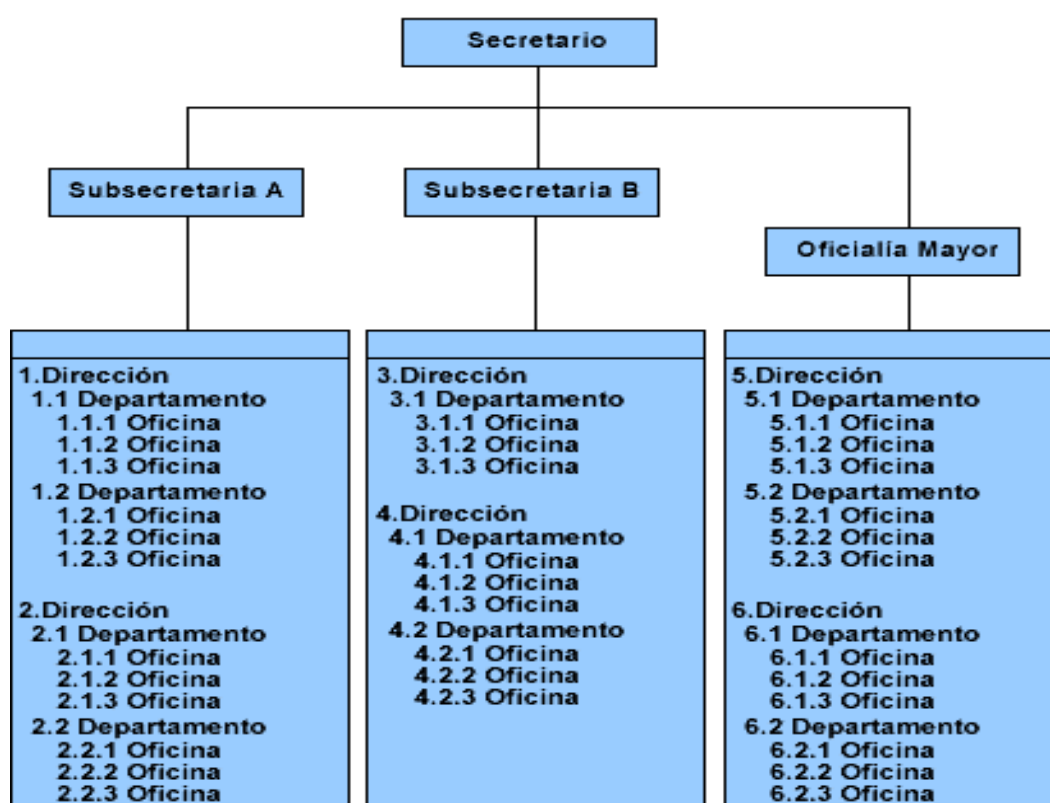 Secretario
Subsecretaria A
Subsecretaria B
Oficialía Mayor
1.Dirección
1.1 Departamento
1.1.1 Oficina
1.1.2 Oficina
1.1.3 Oficina
1.2 Departamento
1.2.1 Oficina
1.2.2 Oficina
1.2.3 Oficina
2.Dirección
2.1 Departamento
2.1.1 Oficina
2.1.2 Oficina
2.1.3 Oficina
2.2 Departamento
2.2.1 Oficina
2.2.2 Oficina
2.2.3 Oficina
3.Dirección
3.1 Departamento
3.1.1 Oficina
3.1.2 Oficina
3.1.3 Oficina
4.Dirección
4.1 Departamento
4.1.1 Oficina
4.1.2 Oficina
4.1.3 Oficina
4.2 Departamento
4.2.1 Oficina
4.2.2 Oficina
4.2.3 Oficina
5.Dirección
5.1 Departamento
5.1.1 Oficina
5.1.2 Oficina
5.1.3 Oficina
5.2 Departamento
5.2.1 Oficina
5.2.2 Oficina
5.2.3 Oficina
6.Dirección
6.1 Departamento
6.1.1 Oficina
6.1.2 Oficina
6.1.3 Oficina
6.2 Departamento
6.2.1 Oficina
6.2.2 Oficina
6.2.3 Oficina